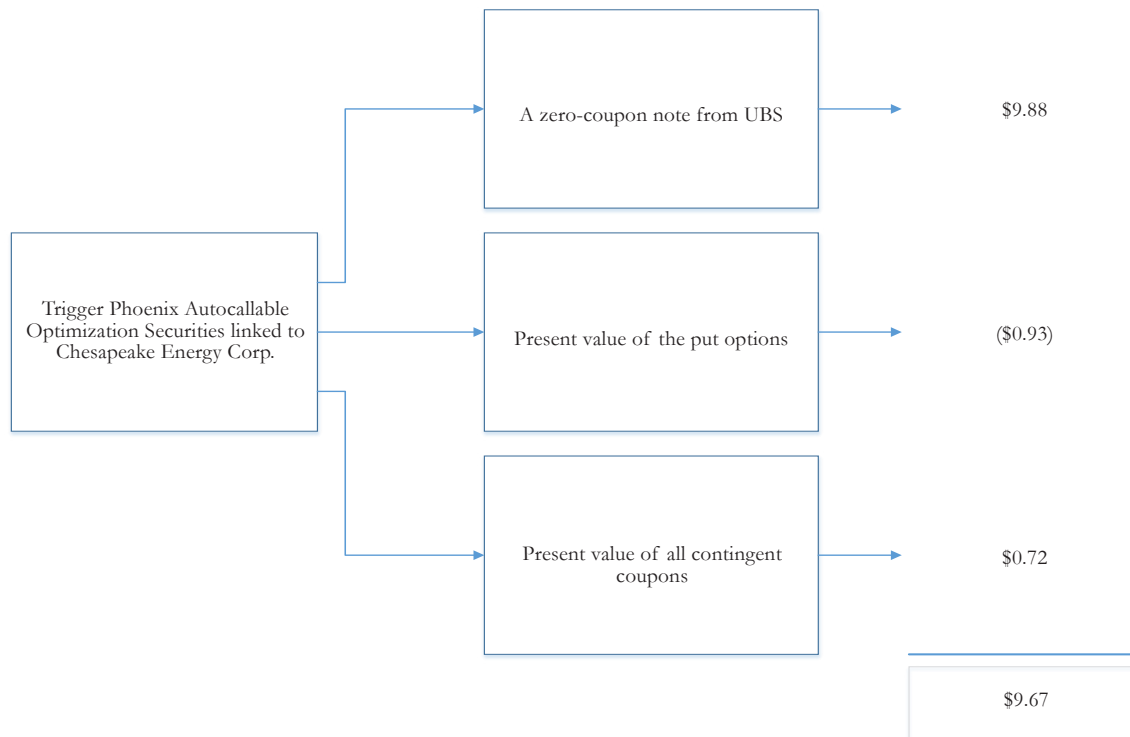 A zero-coupon note from UBS
$9.88
Trigger Phoenix Autocallable
Optimization Securities linked to
Chesapeake Energy Corp.
Present value of the put options
($0.93)
Present value of all contingent
coupons
$0.72
$9.67